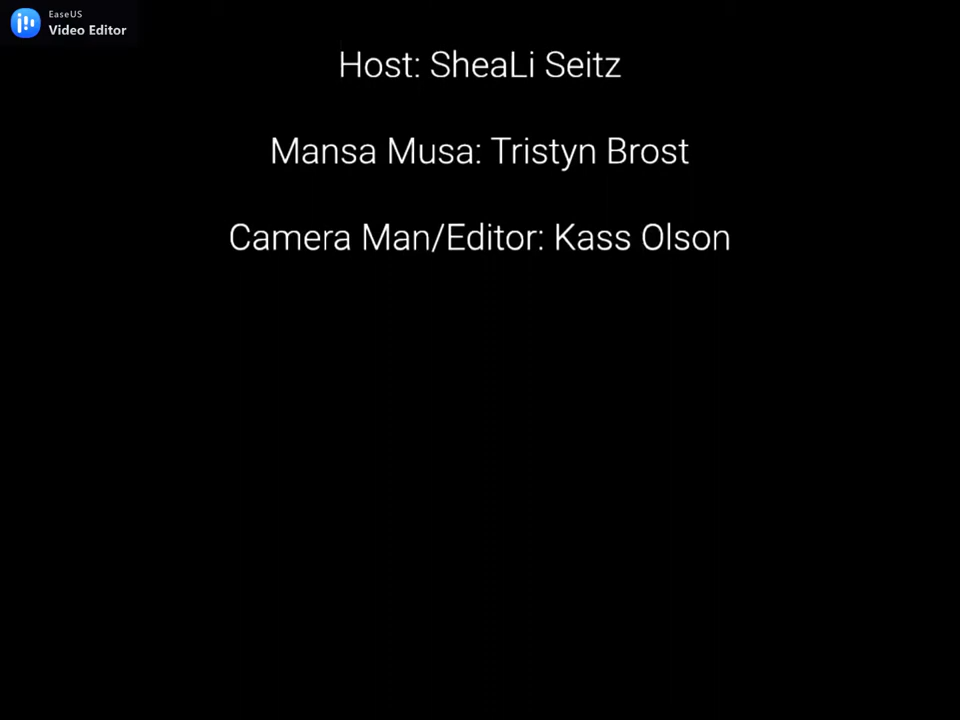 EaseUS
Video Editor
Host: SheaLi Seitz
Mansa Musa: Tristyn Brost
Camera Man/Editor: Kass Olson